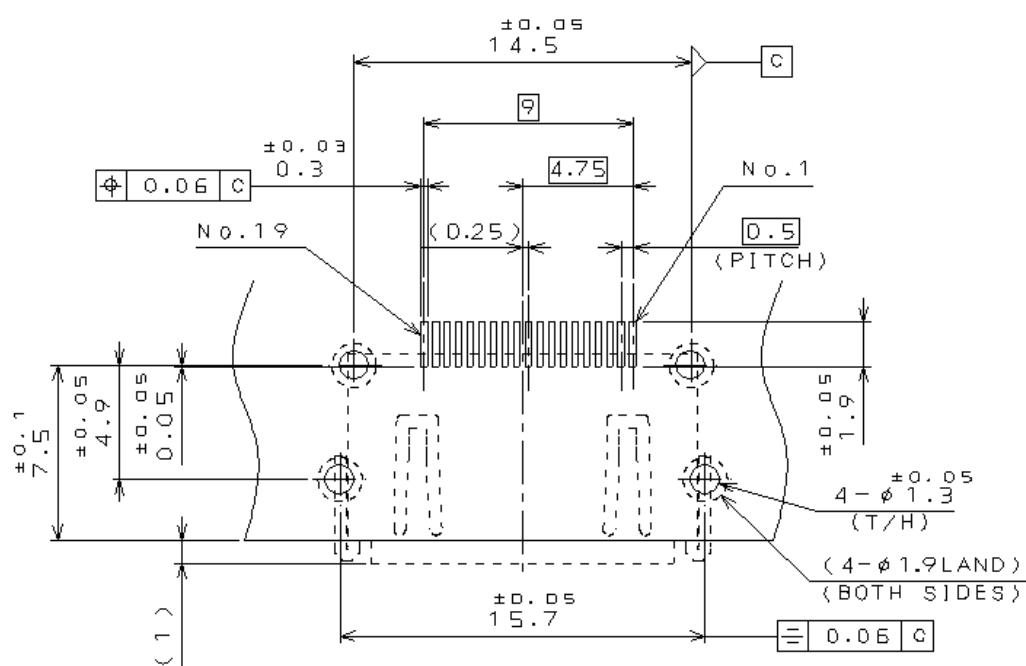 ±0.05
14.5
C
9
±0.03
0.3
⌖ 0.06 C
4.75
No.1
No.19
(0.25)
0.5
(PITCH)
±0.1
7.5
±0.05
4.9
±0.05
0.05
±0.05
1.9
±0.05
4-φ1.3
(T/H)
(4-φ1.9LAND)
(BOTH SIDES)
(1)
±0.05
15.7
⌯ 0.06 C